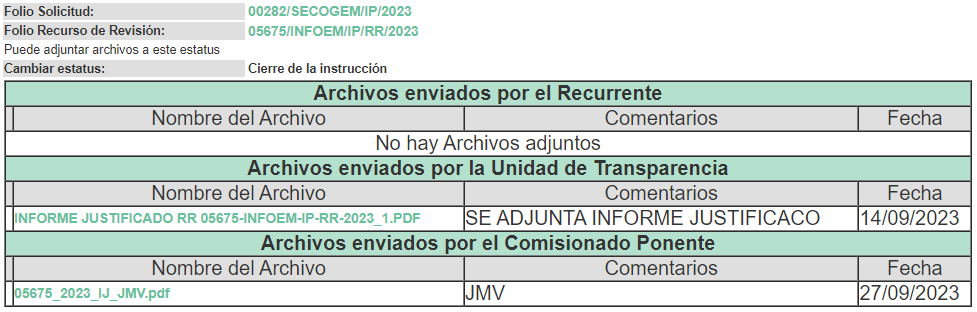 Folio Solicitud: 00282/SECOGEM/IP/2023
Folio Recurso de Revisión: 05675/INFOEM/IP/RR/2023
Puede adjuntar archivos a este estatus
Cambiar estatus: Cierre de la instrucción
Archivos enviados por el Recurrente
Nombre del Archivo Comentarios Fecha
No hay Archivos adjuntos
Archivos enviados por la Unidad de Transparencia
Nombre del Archivo Comentarios Fecha
INFORME JUSTIFICADO RR 05675-INFOEM-IP-RR-2023_1.PDF SE ADJUNTA INFORME JUSTIFICACO 14/09/2023
Archivos enviados por el Comisionado Ponente
Nombre del Archivo Comentarios Fecha
05675_2023_IJ_JMV.pdf JMV 27/09/2023